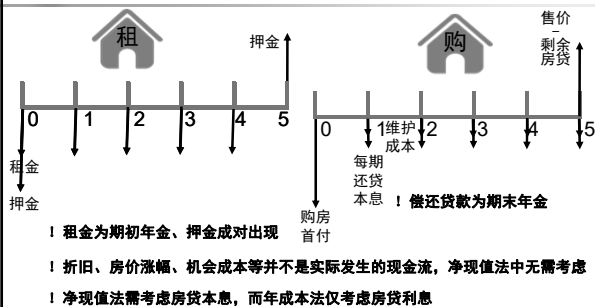 租
押金
0 1 2 3 4 5
租金
押金
购
售价
–
剩余
房贷
0 1 2 3 4 5
维护
成本
每期
还贷
本息
购房
首付
！偿还贷款为期末年金
！租金为期初年金、押金成对出现
！折旧、房价涨幅、机会成本等并不是实际发生的现金流，净现值法中无需考虑
！净现值法需考虑房贷本息，而年成本法仅考虑房贷利息